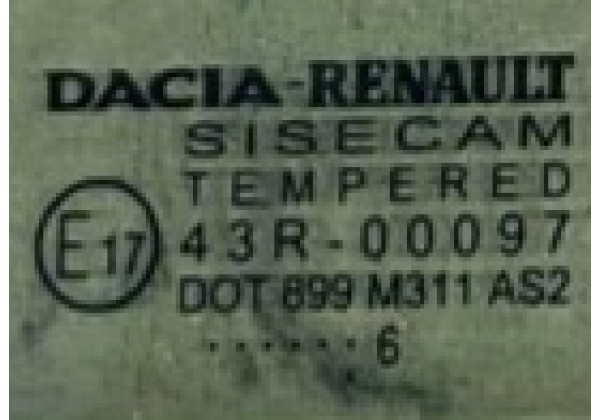 DACIA-RENAULT
SISECAM
TEMPERED
E17 43R-00097
DOT 899 M311 AS2
......6